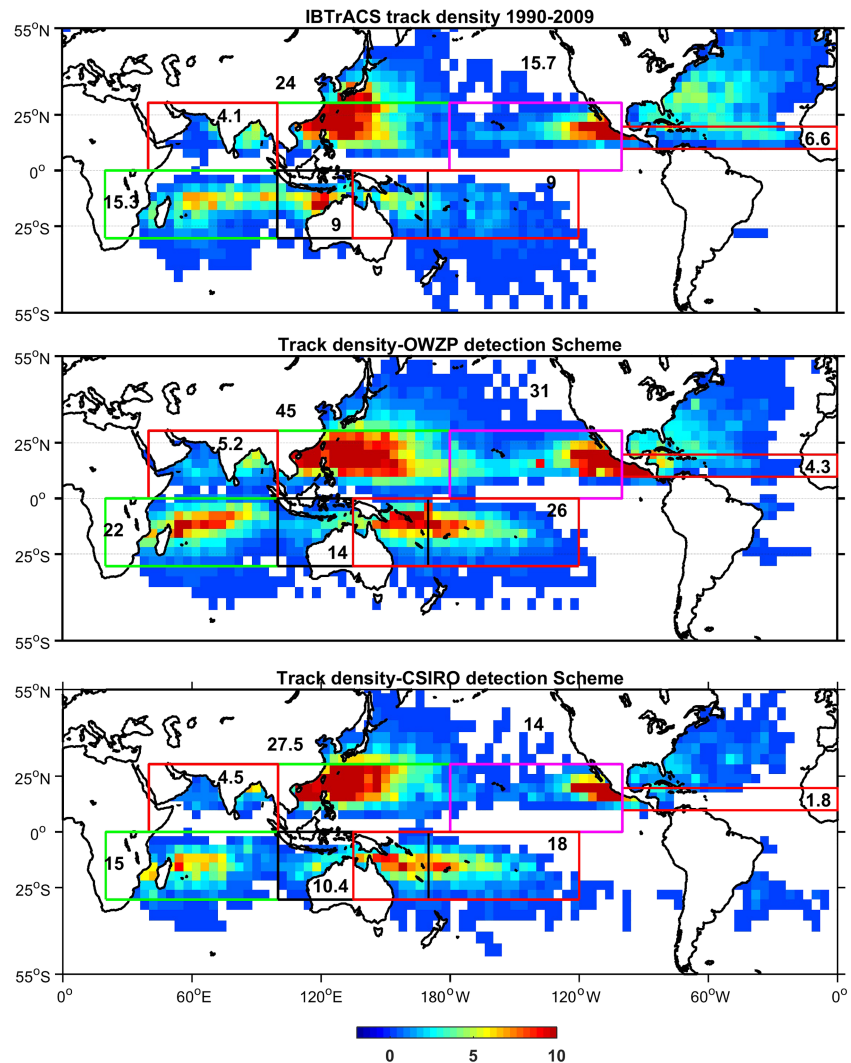 IBTrACS track density 1990-2009
55°N
15.7
24
25°N
4.1
6.6
0°
15.3
9
25°S
9
55°S
Track density-OWZP detection Scheme
55°N
31
45
25°N
5.2
4.3
0°
22
26
14
25°S
55°S
Track density-CSIRO detection Scheme
55°N
14
27.5
25°N
4.5
1.8
0°
15
18
10.4
25°S
55°S
0° 60°E 120°E 180°W 120°W 60°W 0°
0 5 10